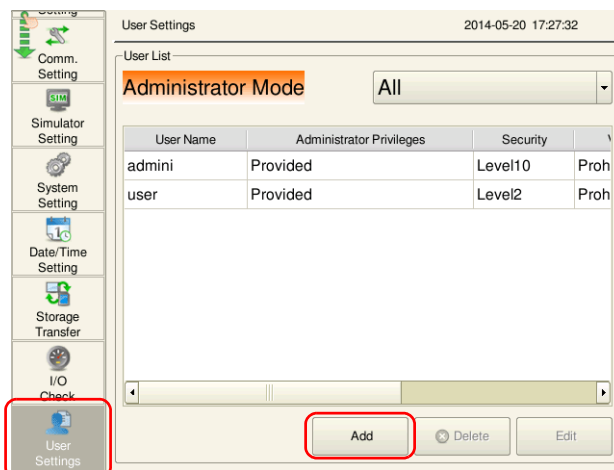 Setting
Comm.
Setting
SIM
Simulator
Setting
System
Setting
1
Date/Time
Setting
Storage
Transfer
I/O
Check
User
Settings
User Settings 2014-05-20 17:27:32
User List
Administrator Mode All
User Name Administrator Privileges Security
admini Provided Level10 Proh
user Provided Level2 Proh
Add Delete Edit